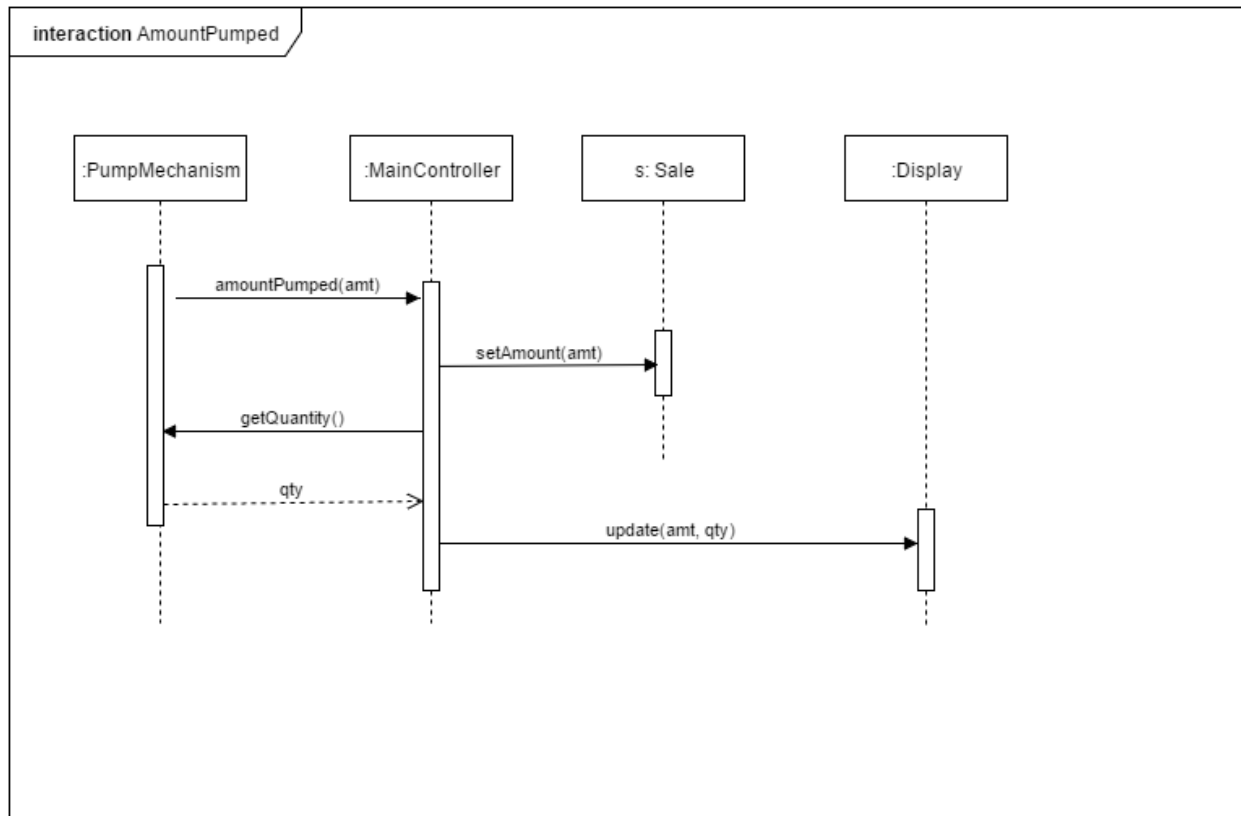 interaction AmountPumped
:PumpMechanism
:MainController
s: Sale
:Display
amountPumped(amt)
setAmount(amt)
getQuantity()
qty
update(amt, qty)